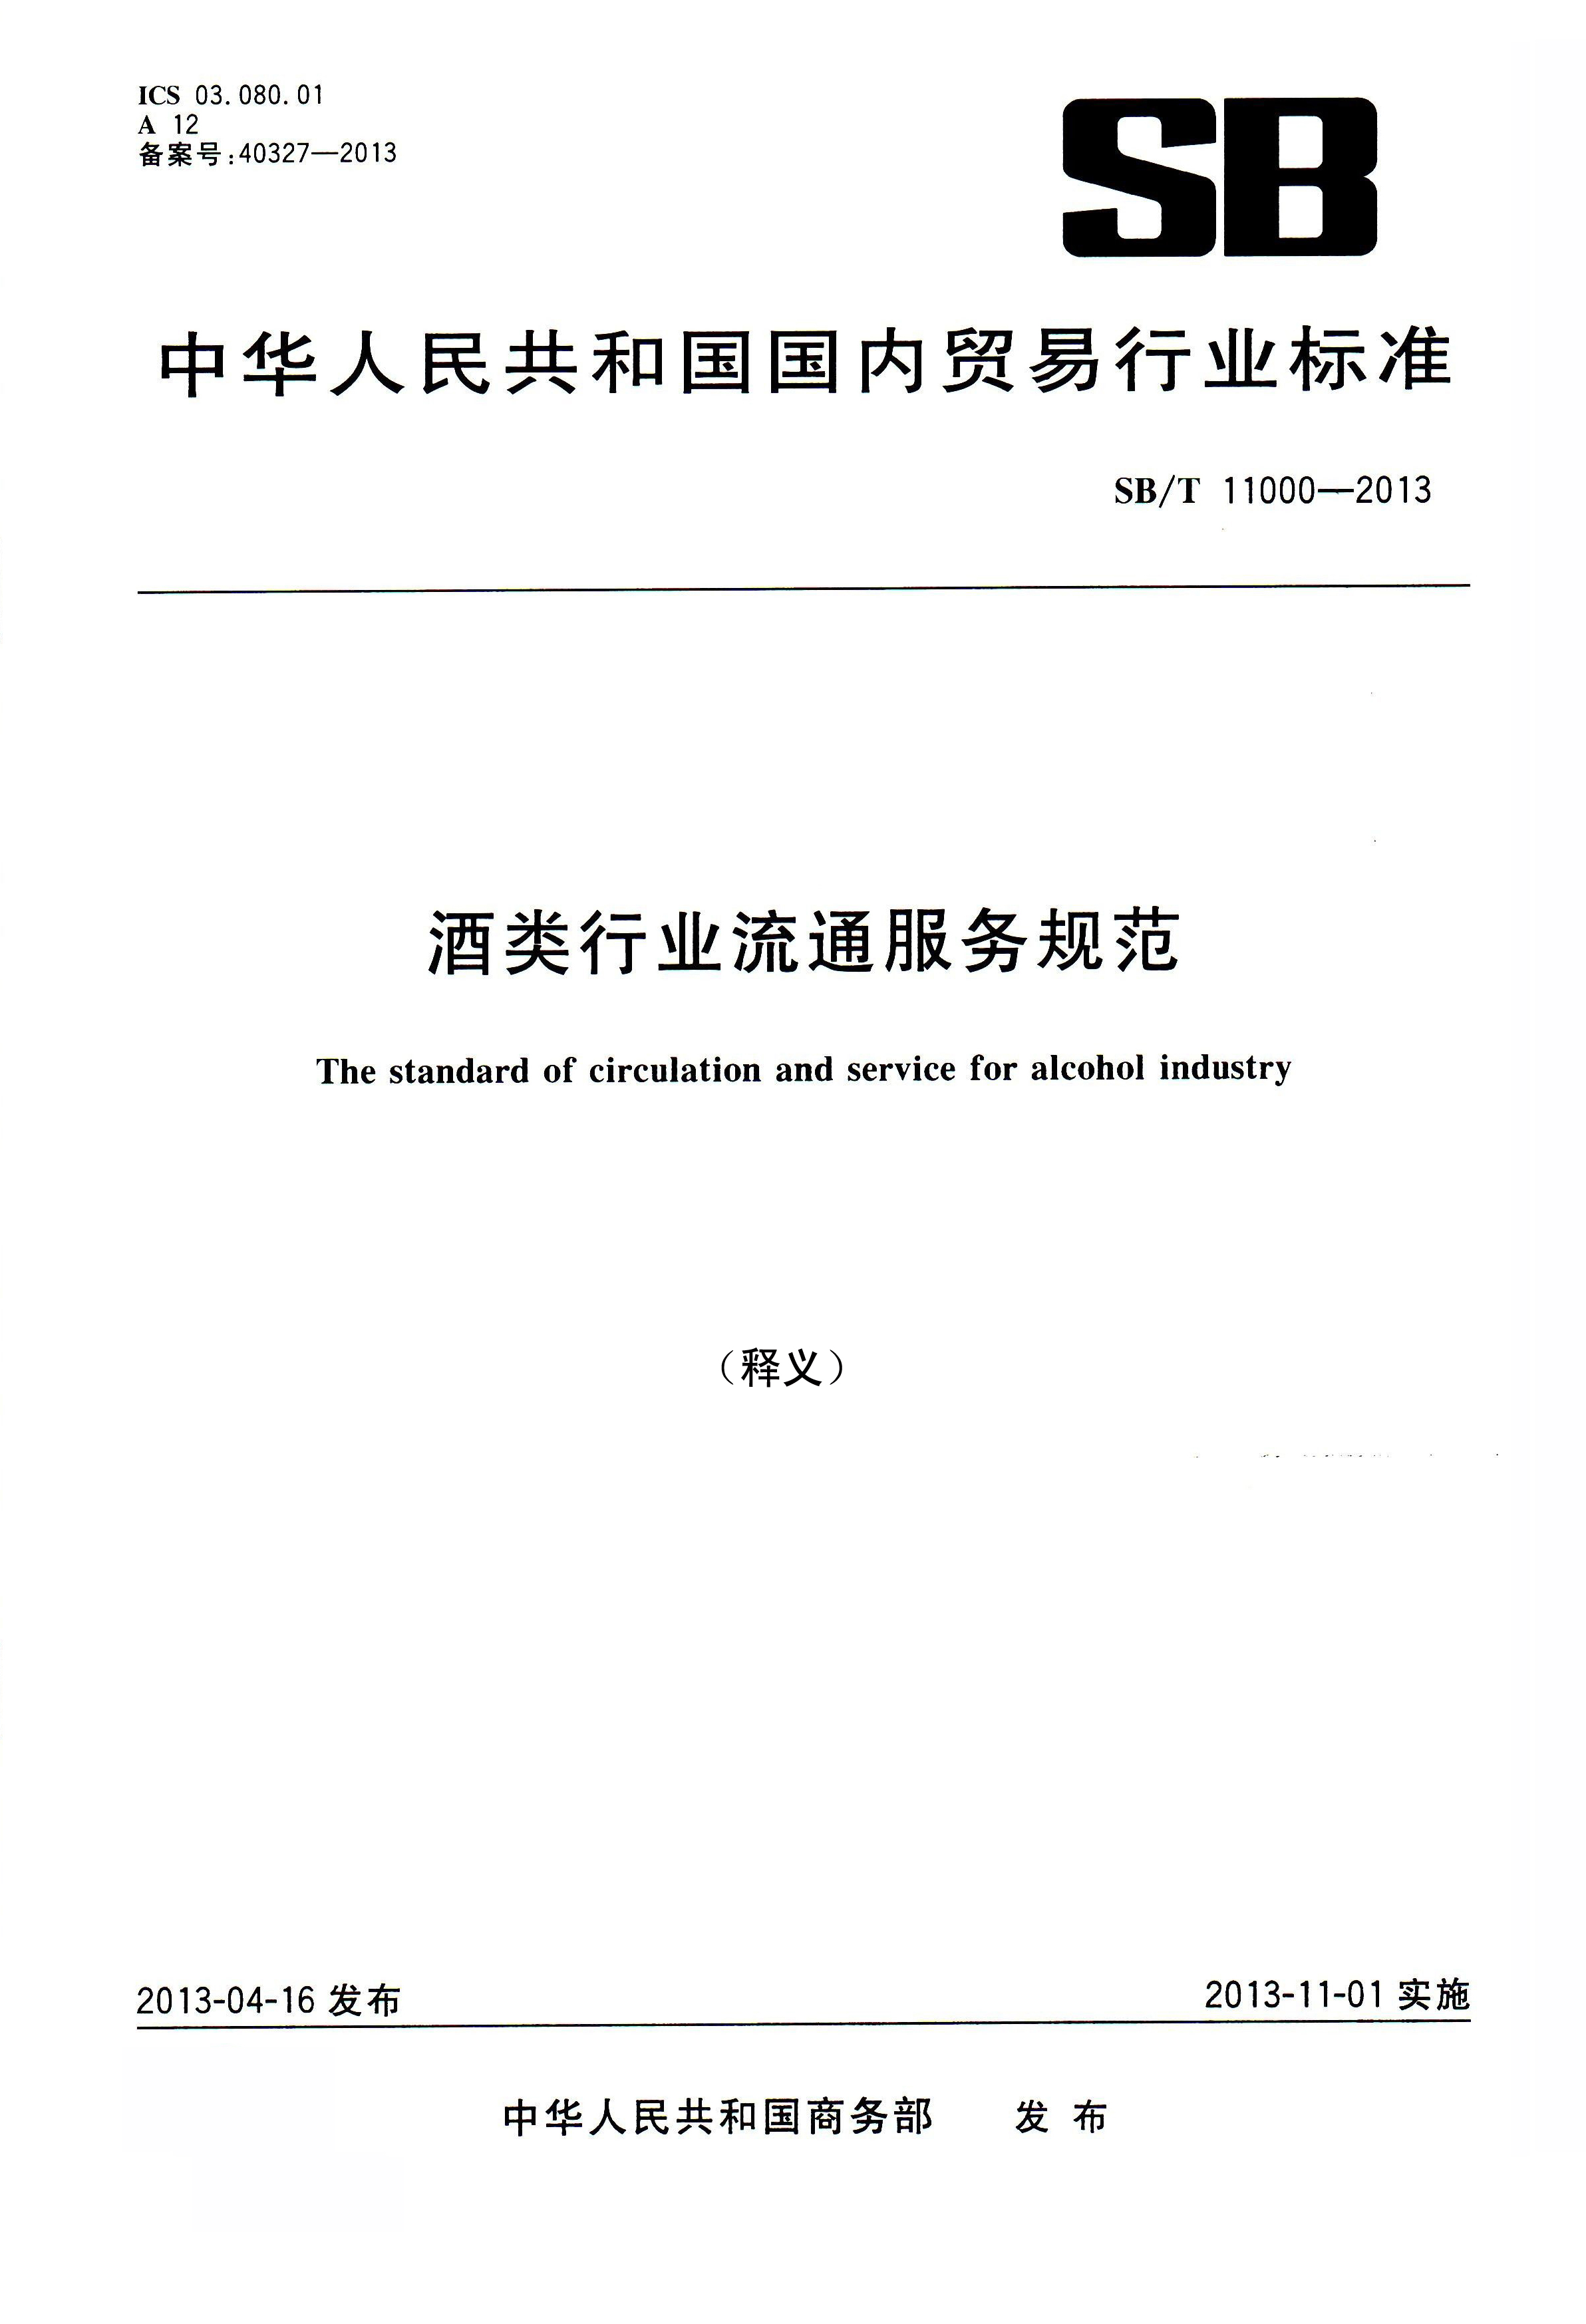 ICS 03.080.01
A 12
备案号:40327—2013
SB
中华人民共和国国内贸易行业标准
SB/T 11000—2013
酒类行业流通服务规范
The standard of circulation and service for alcohol industry
（释义）
2013-04-16 发布
2013-11-01 实施
中华人民共和国商务部 发布